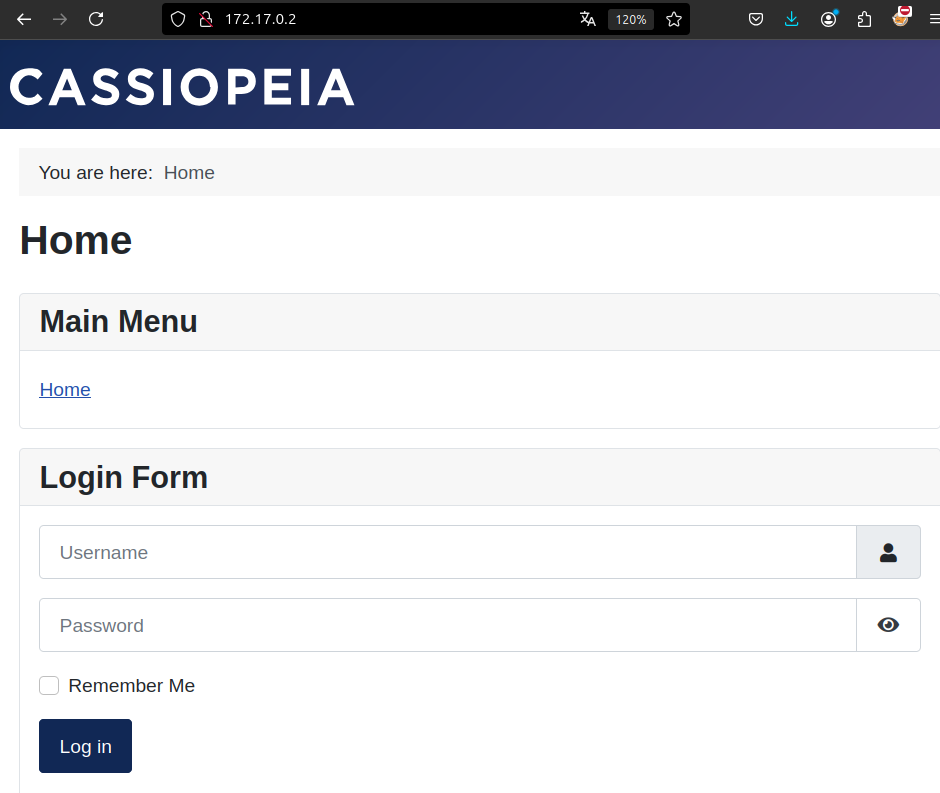 172.17.0.2
120%
CASSIOPEIA
You are here: Home
Home
Main Menu
Home
Login Form
Username
Password
Remember Me
Log in